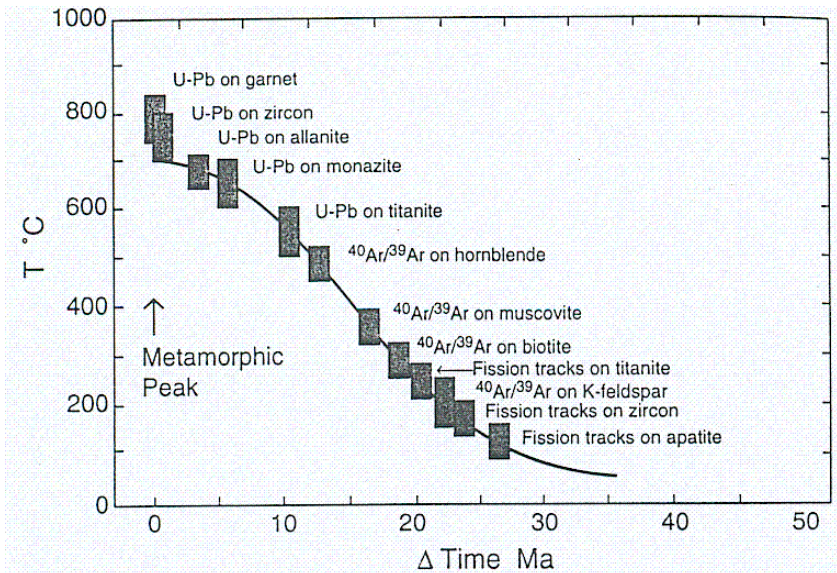 1000
800
600
400
200
0
T °C
U-Pb on garnet
U-Pb on zircon
U-Pb on allanite
U-Pb on monazite
U-Pb on titanite
⁴⁰Ar/³⁹Ar on hornblende
⁴⁰Ar/³⁹Ar on muscovite
⁴⁰Ar/³⁹Ar on biotite
←Fission tracks on titanite
⁴⁰Ar/³⁹Ar on K-feldspar
Fission tracks on zircon
Fission tracks on apatite
↑
Metamorphic
Peak
0 10 20 30 40 50
Δ Time Ma